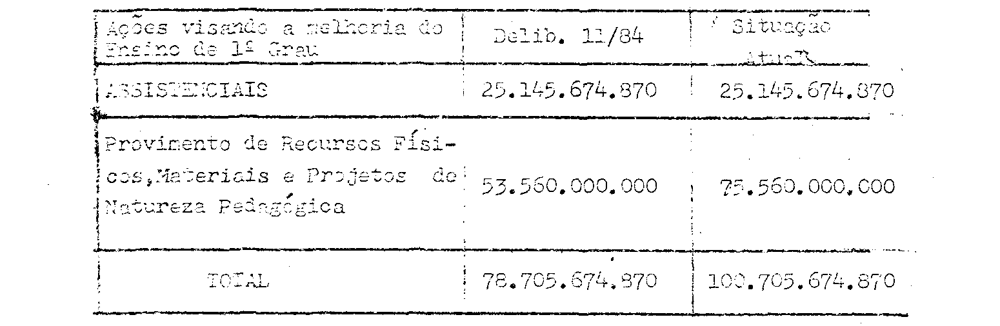 Ações visando a melhoria do Delib. 11/84 Situação
Ensino de 1º Grau Atual
ASSISTENCIAIS 25.145.674.870 25.145.674.870
Provimento de Recursos Físi-
cos,Materiais e Projetos de 53.560.000.000 75.560.000.000
Natureza Pedagógica
TOTAL 78.705.674.870 100.705.674.870